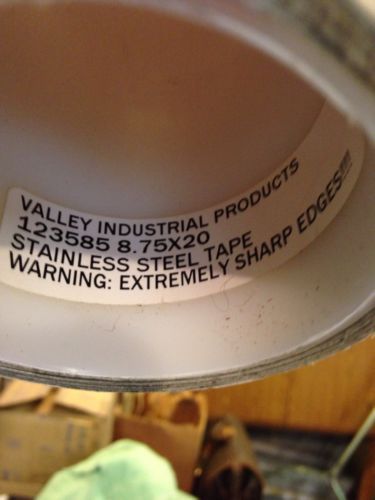 VALLEY INDUSTRIAL PRODUCTS
123585 8.75X20
STAINLESS STEEL TAPE
WARNING: EXTREMELY SHARP EDGES!!!!